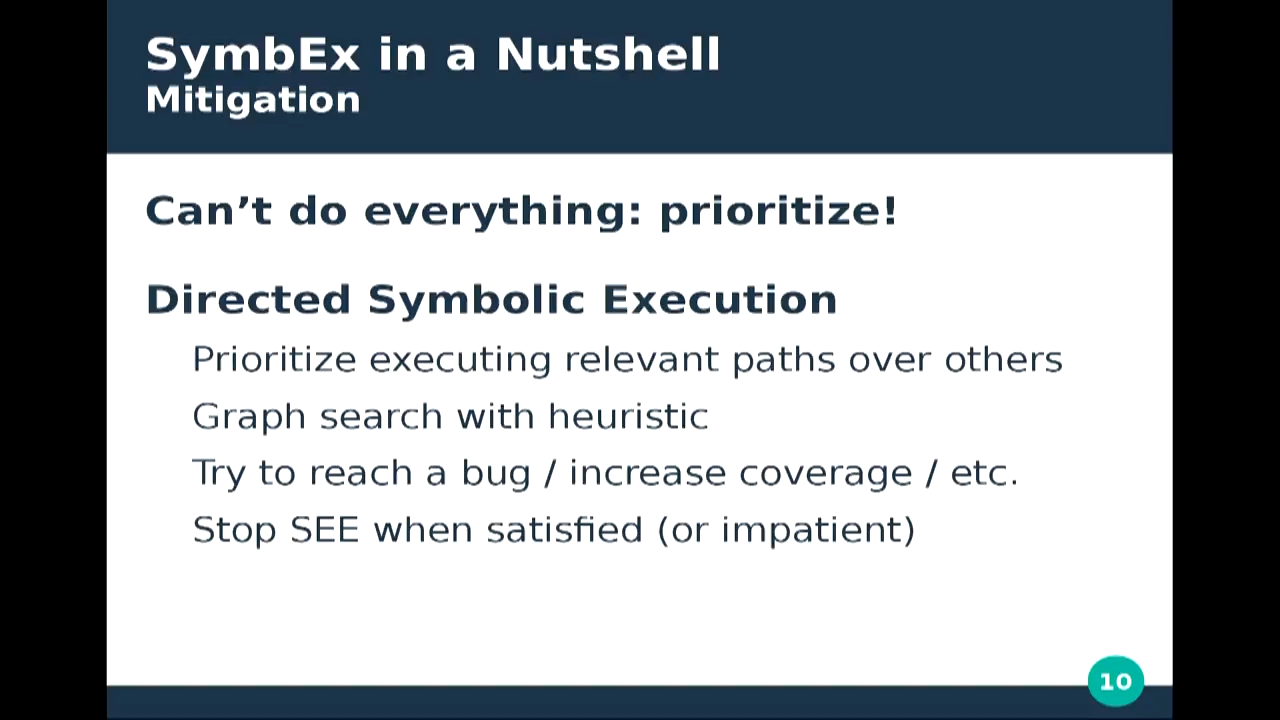 SymbEx in a Nutshell
Mitigation
Can’t do everything: prioritize!
Directed Symbolic Execution
Prioritize executing relevant paths over others
Graph search with heuristic
Try to reach a bug / increase coverage / etc.
Stop SEE when satisfied (or impatient)
10